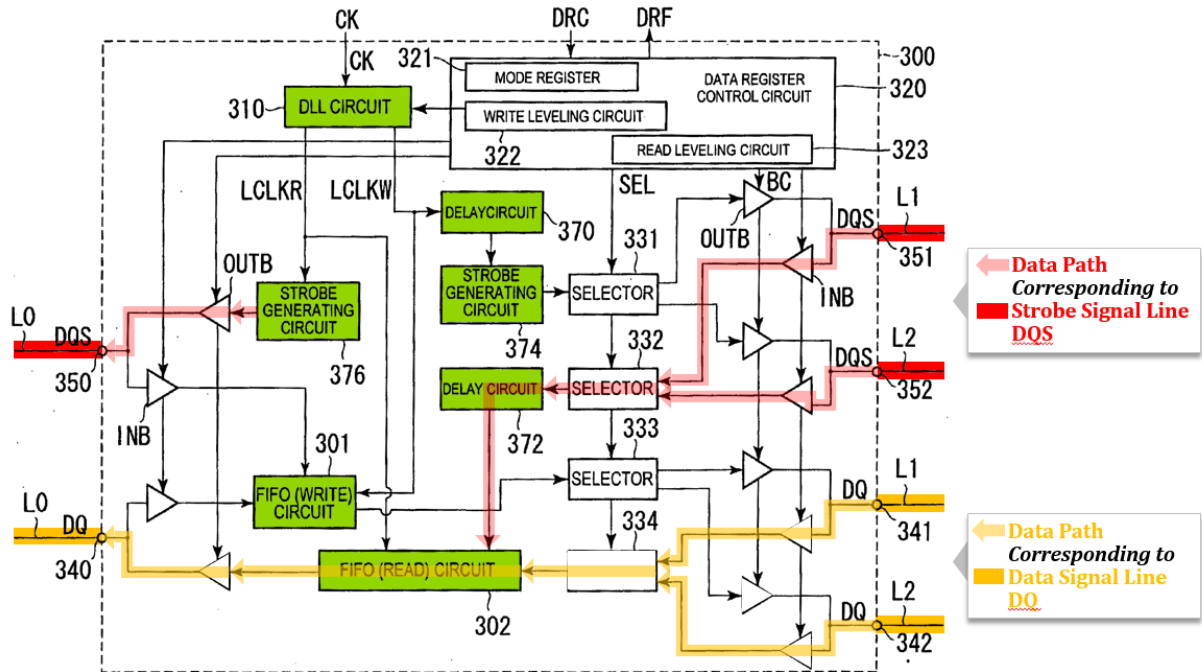 CK
DRC
DRF
CK
321
MODE REGISTER
DATA REGISTER
CONTROL CIRCUIT
300
320
310
DLL CIRCUIT
WRITE LEVELING CIRCUIT
322
READ LEVELING CIRCUIT
323
LCLKR
LCLKW
SEL
BC
DELAYCIRCUIT
370
331
OUTB
DQS
L1
351
OUTB
STROBE
GENERATING
CIRCUIT
376
STROBE
GENERATING
CIRCUIT
374
SELECTOR
INB
L0
DQS
350
332
DQS
L2
352
DELAY CIRCUIT
372
SELECTOR
INB
301
333
FIFO (WRITE)
CIRCUIT
SELECTOR
L1
DQ
341
L0
DQ
340
334
FIFO (READ) CIRCUIT
302
L2
DQ
342
Data Path
Corresponding to
Strobe Signal Line
DQS
Data Path
Corresponding to
Data Signal Line
DQ